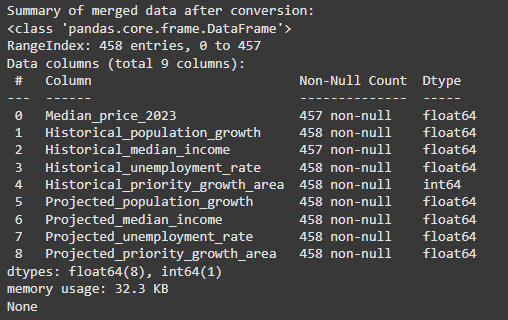 Summary of merged data after conversion:
<class 'pandas.core.frame.DataFrame'>
RangeIndex: 458 entries, 0 to 457
Data columns (total 9 columns):
 #   Column                           Non-Null Count  Dtype
---  ------                           --------------  -----
 0   Median_price_2023                457 non-null    float64
 1   Historical_population_growth     458 non-null    float64
 2   Historical_median_income         457 non-null    float64
 3   Historical_unemployment_rate     458 non-null    float64
 4   Historical_priority_growth_area  458 non-null    int64
 5   Projected_population_growth      458 non-null    float64
 6   Projected_median_income          458 non-null    float64
 7   Projected_unemployment_rate      458 non-null    float64
 8   Projected_priority_growth_area   458 non-null    float64
dtypes: float64(8), int64(1)
memory usage: 32.3 KB
None